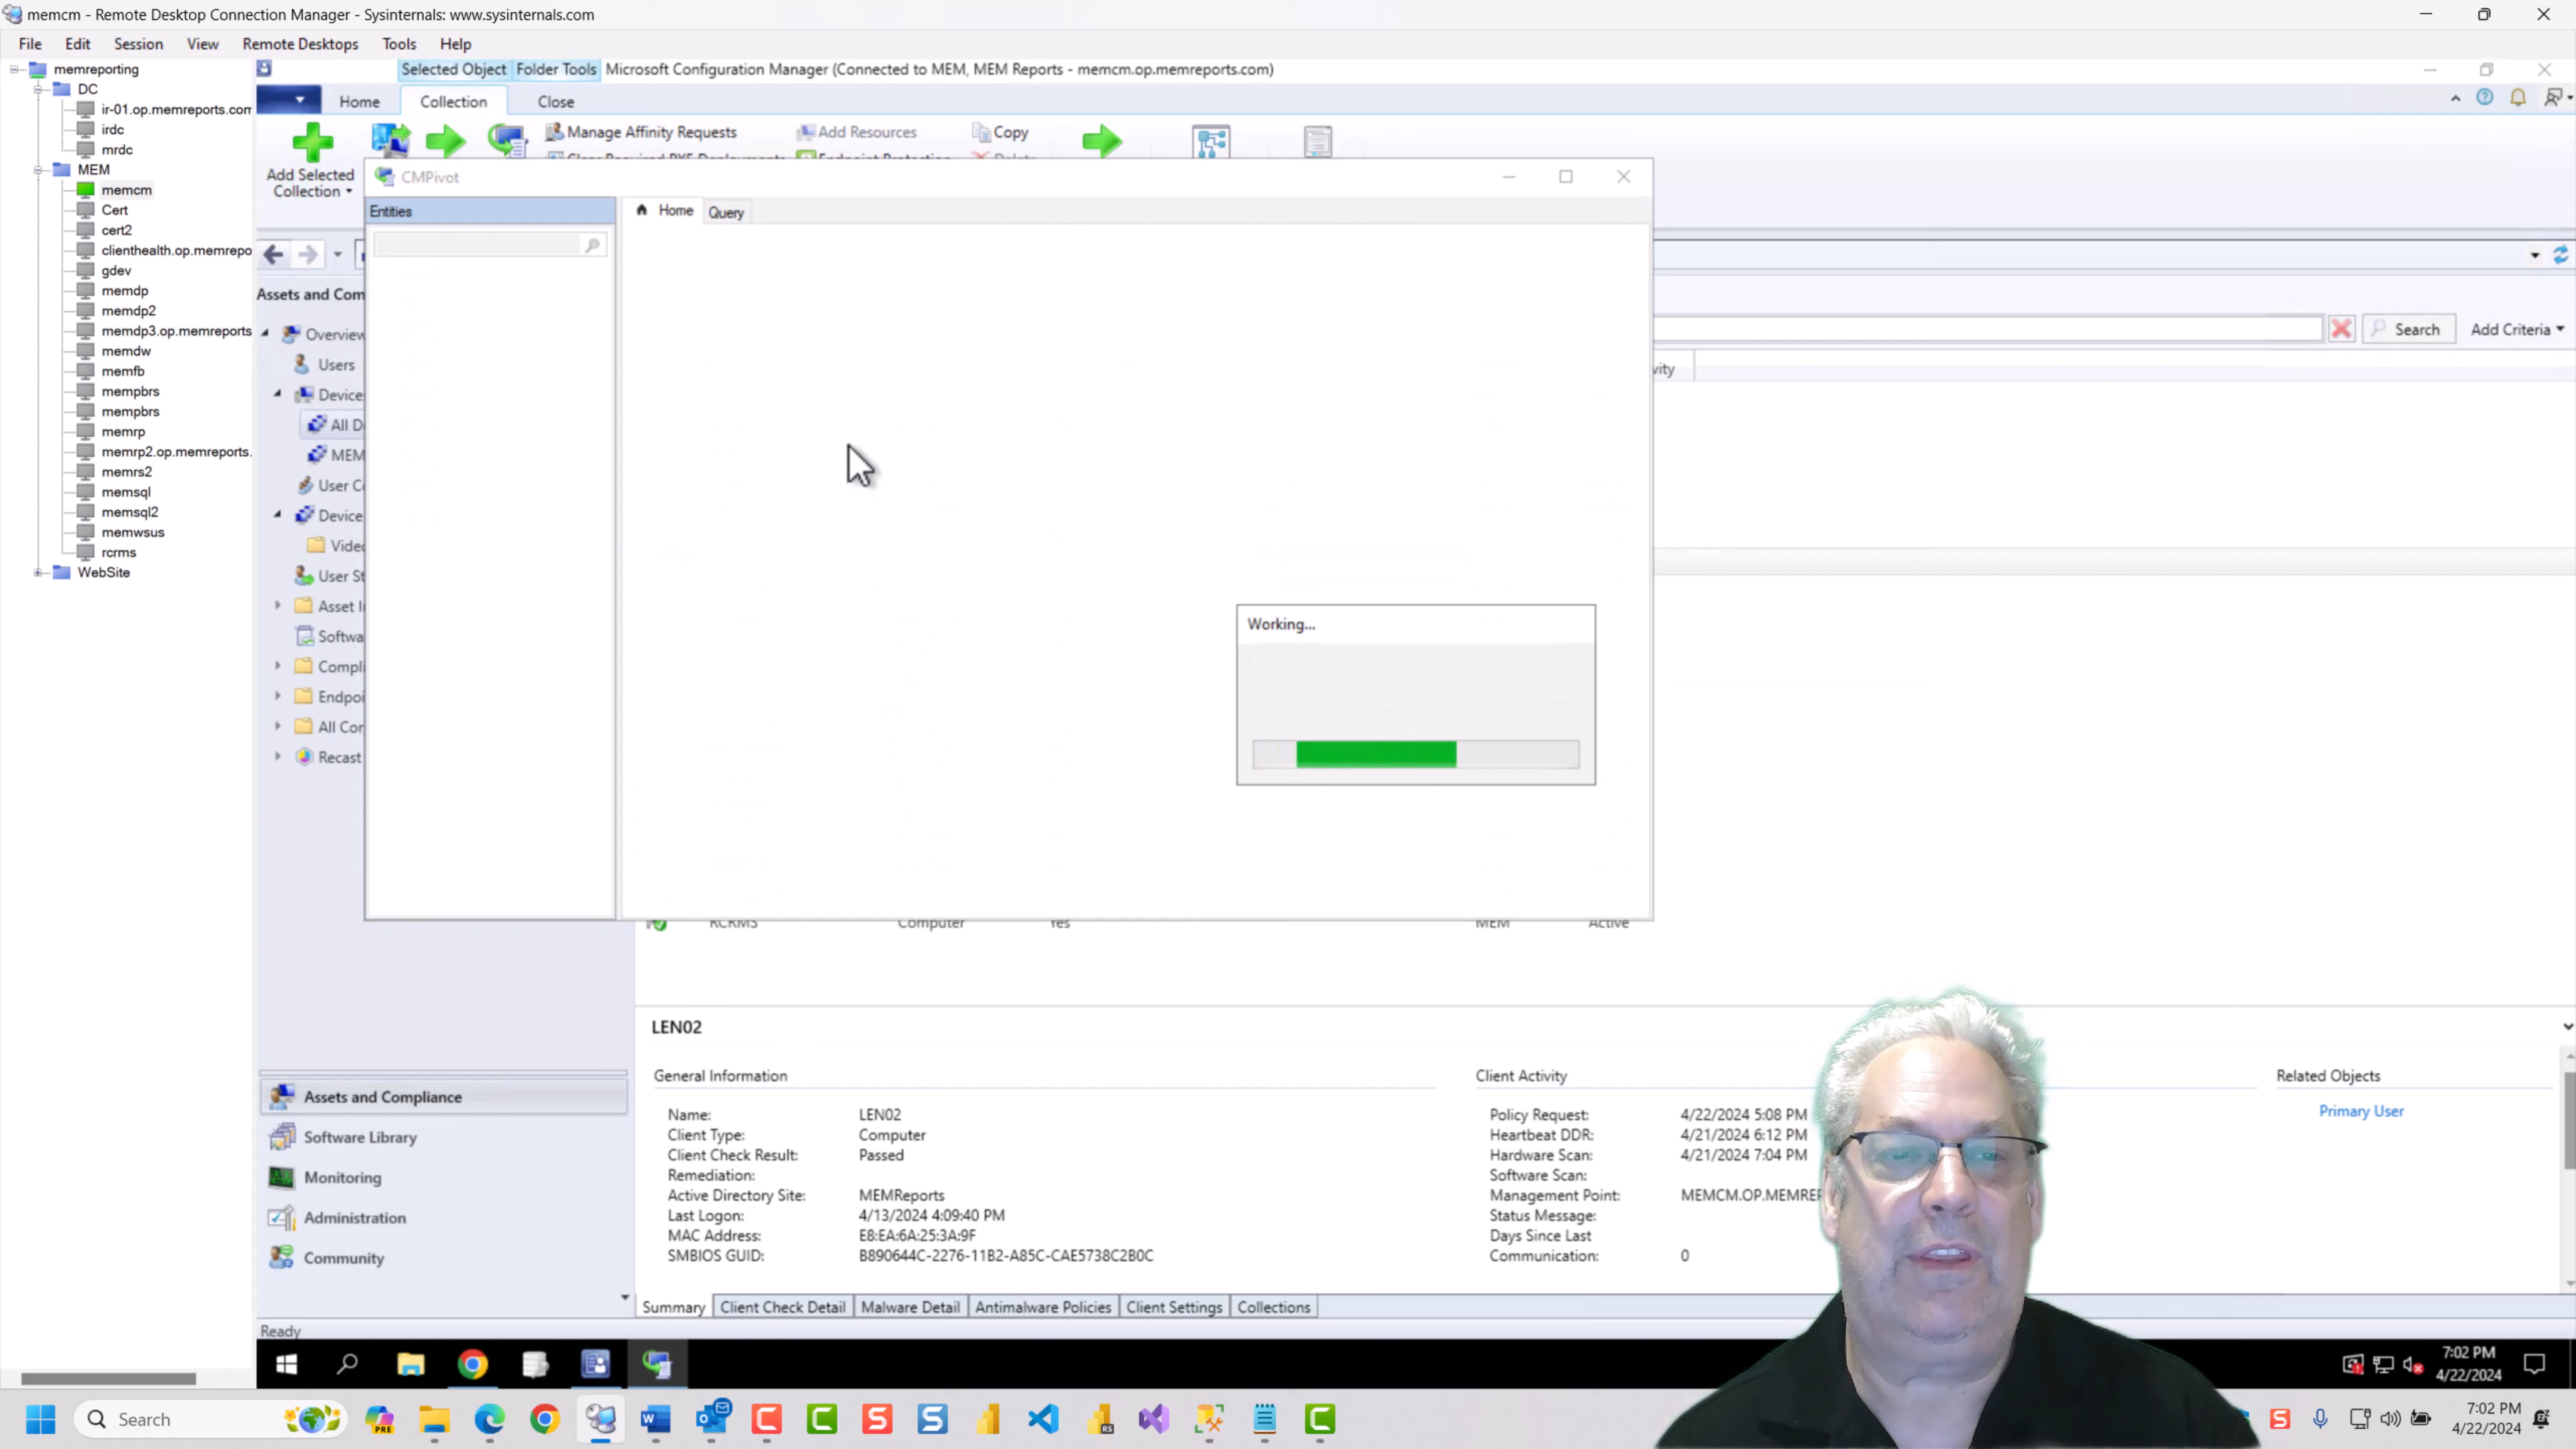 memcm - Remote Desktop Connection Manager - Sysinternals: www.sysinternals.com
File Edit Session View Remote Desktops Tools Help
memreporting
DC
ir-01.op.memreports.com
irdc
mrdc
MEM
memcm
Cert
cert2
clienthealth.op.memrepo
gdev
memdp
memdp2
memdp3.op.memreports
memdw
memfb
mempbrs
mempbrs
memrp
memrp2.op.memreports.
memrs2
memsql
memsql2
memwsus
rcrms
WebSite
Selected Object Folder Tools Microsoft Configuration Manager (Connected to MEM, MEM Reports - memcm.op.memreports.com)
Home Collection Close
Add Selected
Collection
Manage Affinity Requests
Add Resources
Copy
CMPivot
Entities
Home Query
Working...
Assets and Com
Overview
Users
Device
All D
MEM
User C
Device
Vide
User St
Asset I
Softwa
Compli
Endpoi
All Cor
Recast
Search Add Criteria
vity
RCRMS Computer Yes MEM Active
Assets and Compliance
Software Library
Monitoring
Administration
Community
Ready
LEN02
General Information
Name: LEN02
Client Type: Computer
Client Check Result: Passed
Remediation:
Active Directory Site: MEMReports
Last Logon: 4/13/2024 4:09:40 PM
MAC Address: E8:EA:6A:25:3A:9F
SMBIOS GUID: B890644C-2276-11B2-A85C-CAE5738C2B0C
Client Activity
Policy Request: 4/22/2024 5:08 PM
Heartbeat DDR: 4/21/2024 6:12 PM
Hardware Scan: 4/21/2024 7:04 PM
Software Scan:
Management Point: MEMCM.OP.MEMREP
Status Message:
Days Since Last
Communication: 0
Related Objects
Primary User
Summary Client Check Detail Malware Detail Antimalware Policies Client Settings Collections
7:02 PM
4/22/2024
Search
7:02 PM
4/22/2024